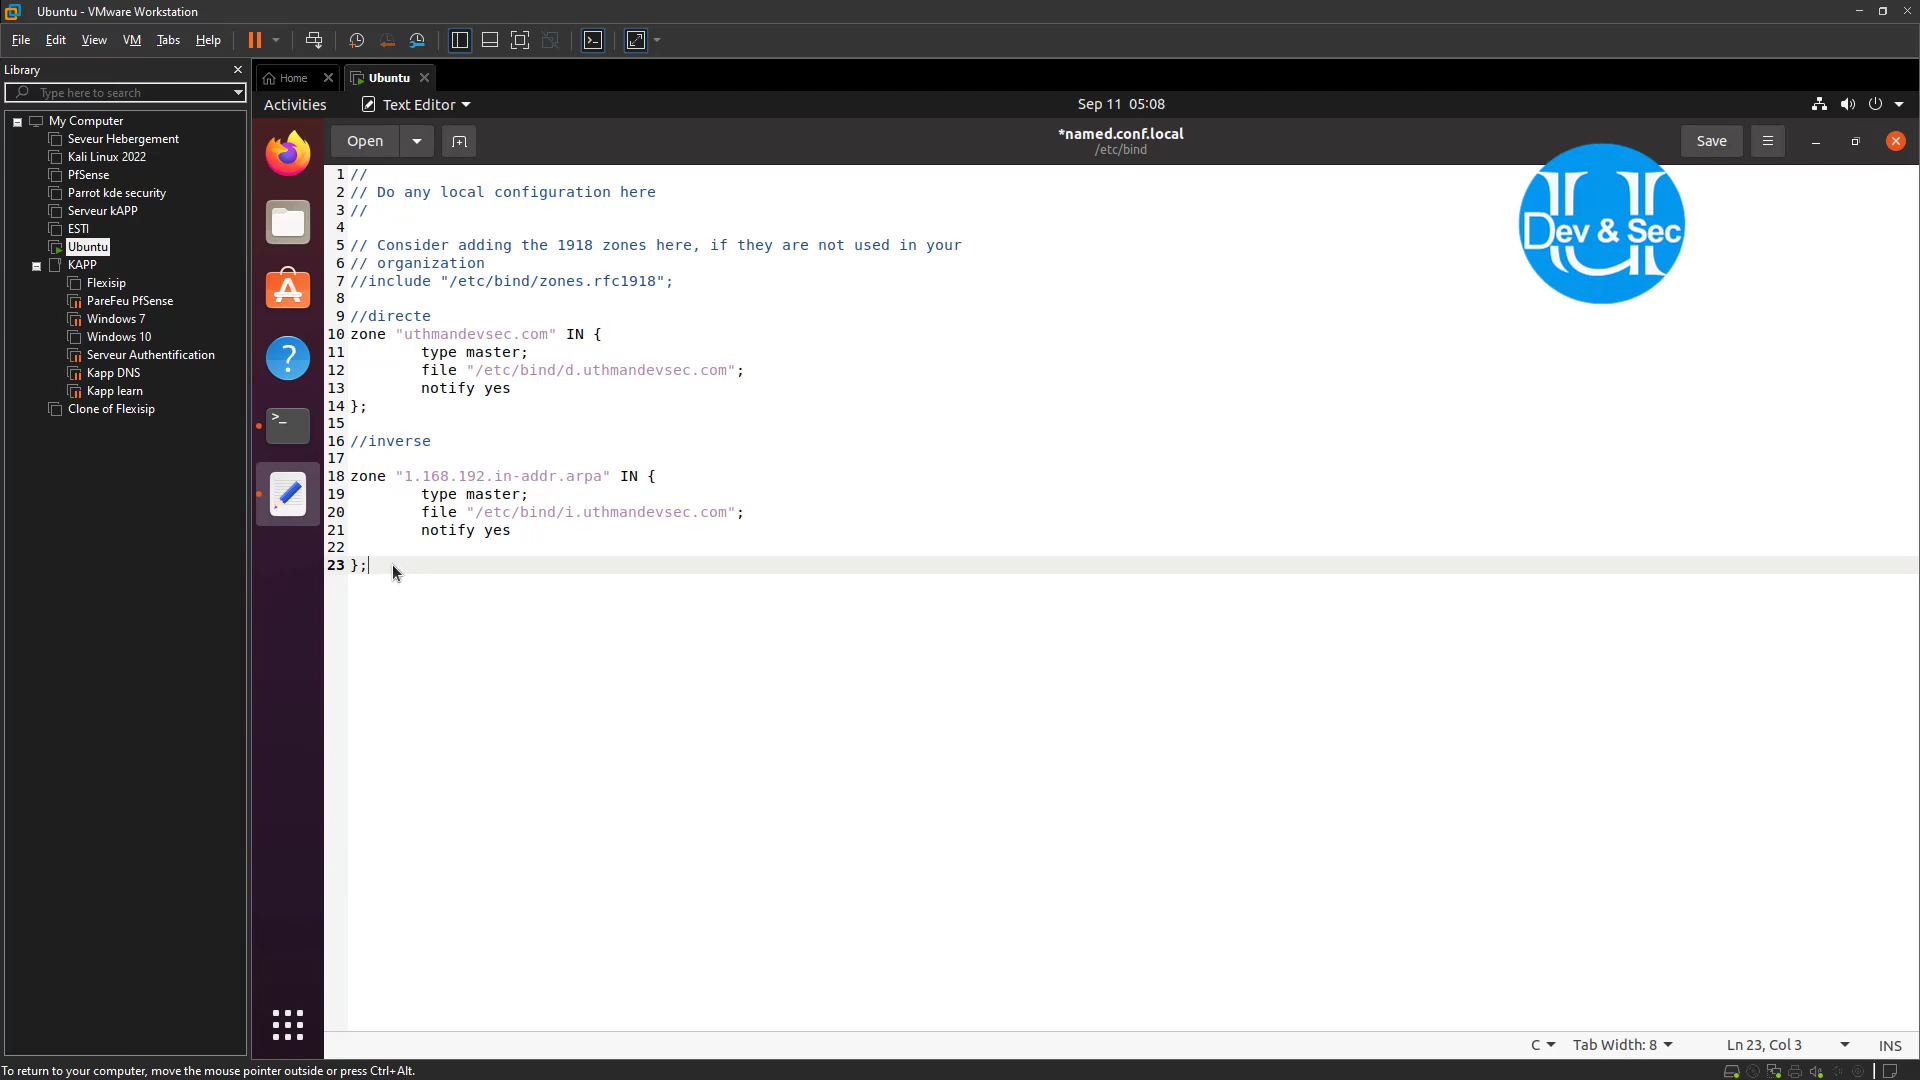 Ubuntu - VMware Workstation
File Edit View VM Tabs Help
Library
Type here to search
My Computer
Seveur Hebergement
Kali Linux 2022
PfSense
Parrot kde security
Serveur kAPP
ESTI
Ubuntu
KAPP
Flexisip
PareFeu PfSense
Windows 7
Windows 10
Serveur Authentification
Kapp DNS
Kapp learn
Clone of Flexisip
Home
Ubuntu
Activities
Text Editor
Sep 11 05:08
Open
*named.conf.local
/etc/bind
Save
Dev & Sec
1 //
2 // Do any local configuration here
3 //
4
5 // Consider adding the 1918 zones here, if they are not used in your
6 // organization
7 //include "/etc/bind/zones.rfc1918";
8
9 //directe
10 zone "uthmandevsec.com" IN {
11 type master;
12 file "/etc/bind/d.uthmandevsec.com";
13 notify yes
14 };
15
16 //inverse
17
18 zone "1.168.192.in-addr.arpa" IN {
19 type master;
20 file "/etc/bind/i.uthmandevsec.com";
21 notify yes
22
23 };
C
Tab Width: 8
Ln 23, Col 3
INS
To return to your computer, move the mouse pointer outside or press Ctrl+Alt.